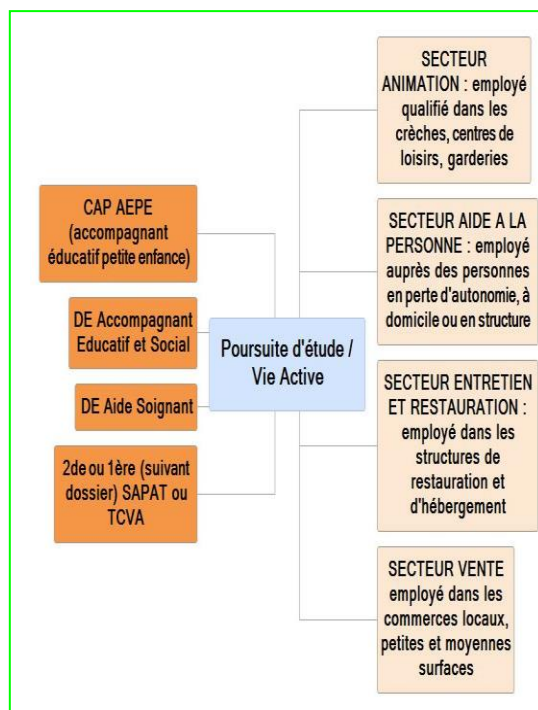 CAP AEPE
(accompagnant
éducatif petite enfance)
DE Accompagnant
Educatif et Social
DE Aide Soignant
2de ou 1ère (suivant
dossier) SAPAT ou
TCVA
Poursuite d'étude /
Vie Active
SECTEUR
ANIMATION : employé
qualifié dans les
crèches, centres de
loisirs, garderies
SECTEUR AIDE A LA
PERSONNE : employé
auprès des personnes
en perte d'autonomie, à
domicile ou en structure
SECTEUR ENTRETIEN
ET RESTAURATION :
employé dans les
structures de
restauration et
d'hébergement
SECTEUR VENTE
employé dans les
commerces locaux,
petites et moyennes
surfaces